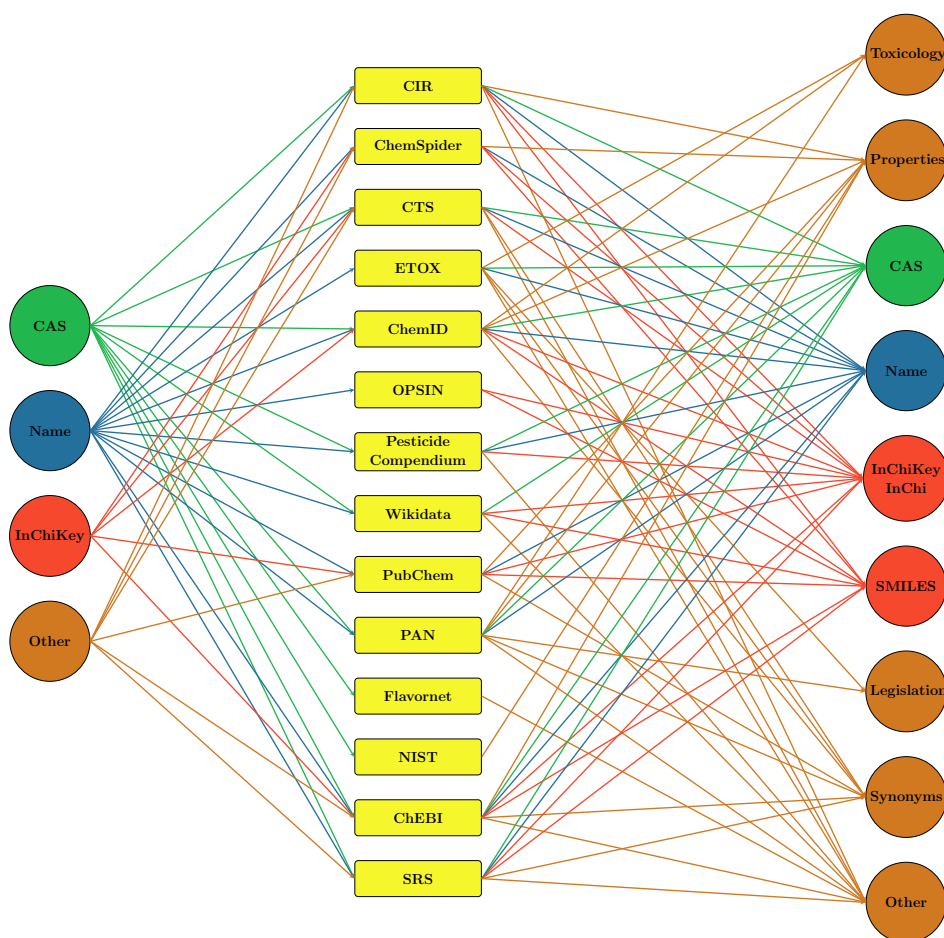 CAS
Name
InChiKey
Other
CIR
ChemSpider
CTS
ETOX
ChemID
OPSIN
Pesticide
Compendium
Wikidata
PubChem
PAN
Flavornet
NIST
ChEBI
SRS
Toxicology
Properties
CAS
Name
InChiKey
InChi
SMILES
Legislation
Synonyms
Other